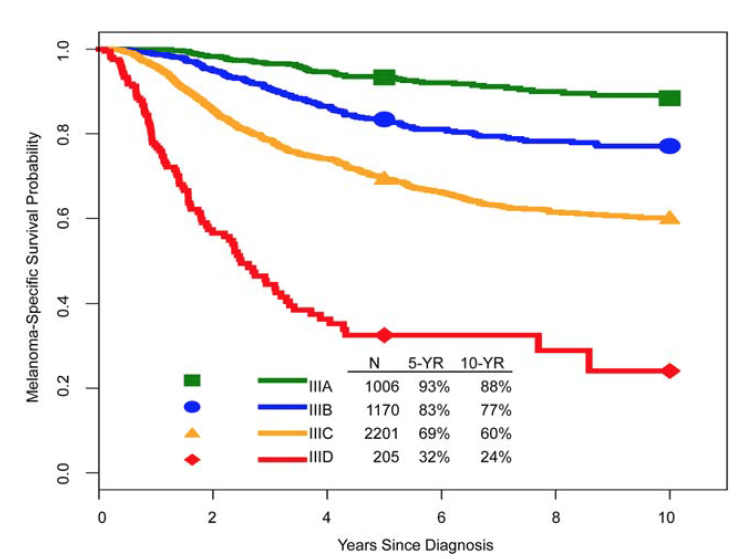 1.0
0.8
0.6
0.4
0.2
0.0
Melanoma-Specific Survival Probability
N 5-YR 10-YR
IIIA 1006 93% 88%
IIIB 1170 83% 77%
IIIC 2201 69% 60%
IIID 205 32% 24%
0 2 4 6 8 10
Years Since Diagnosis